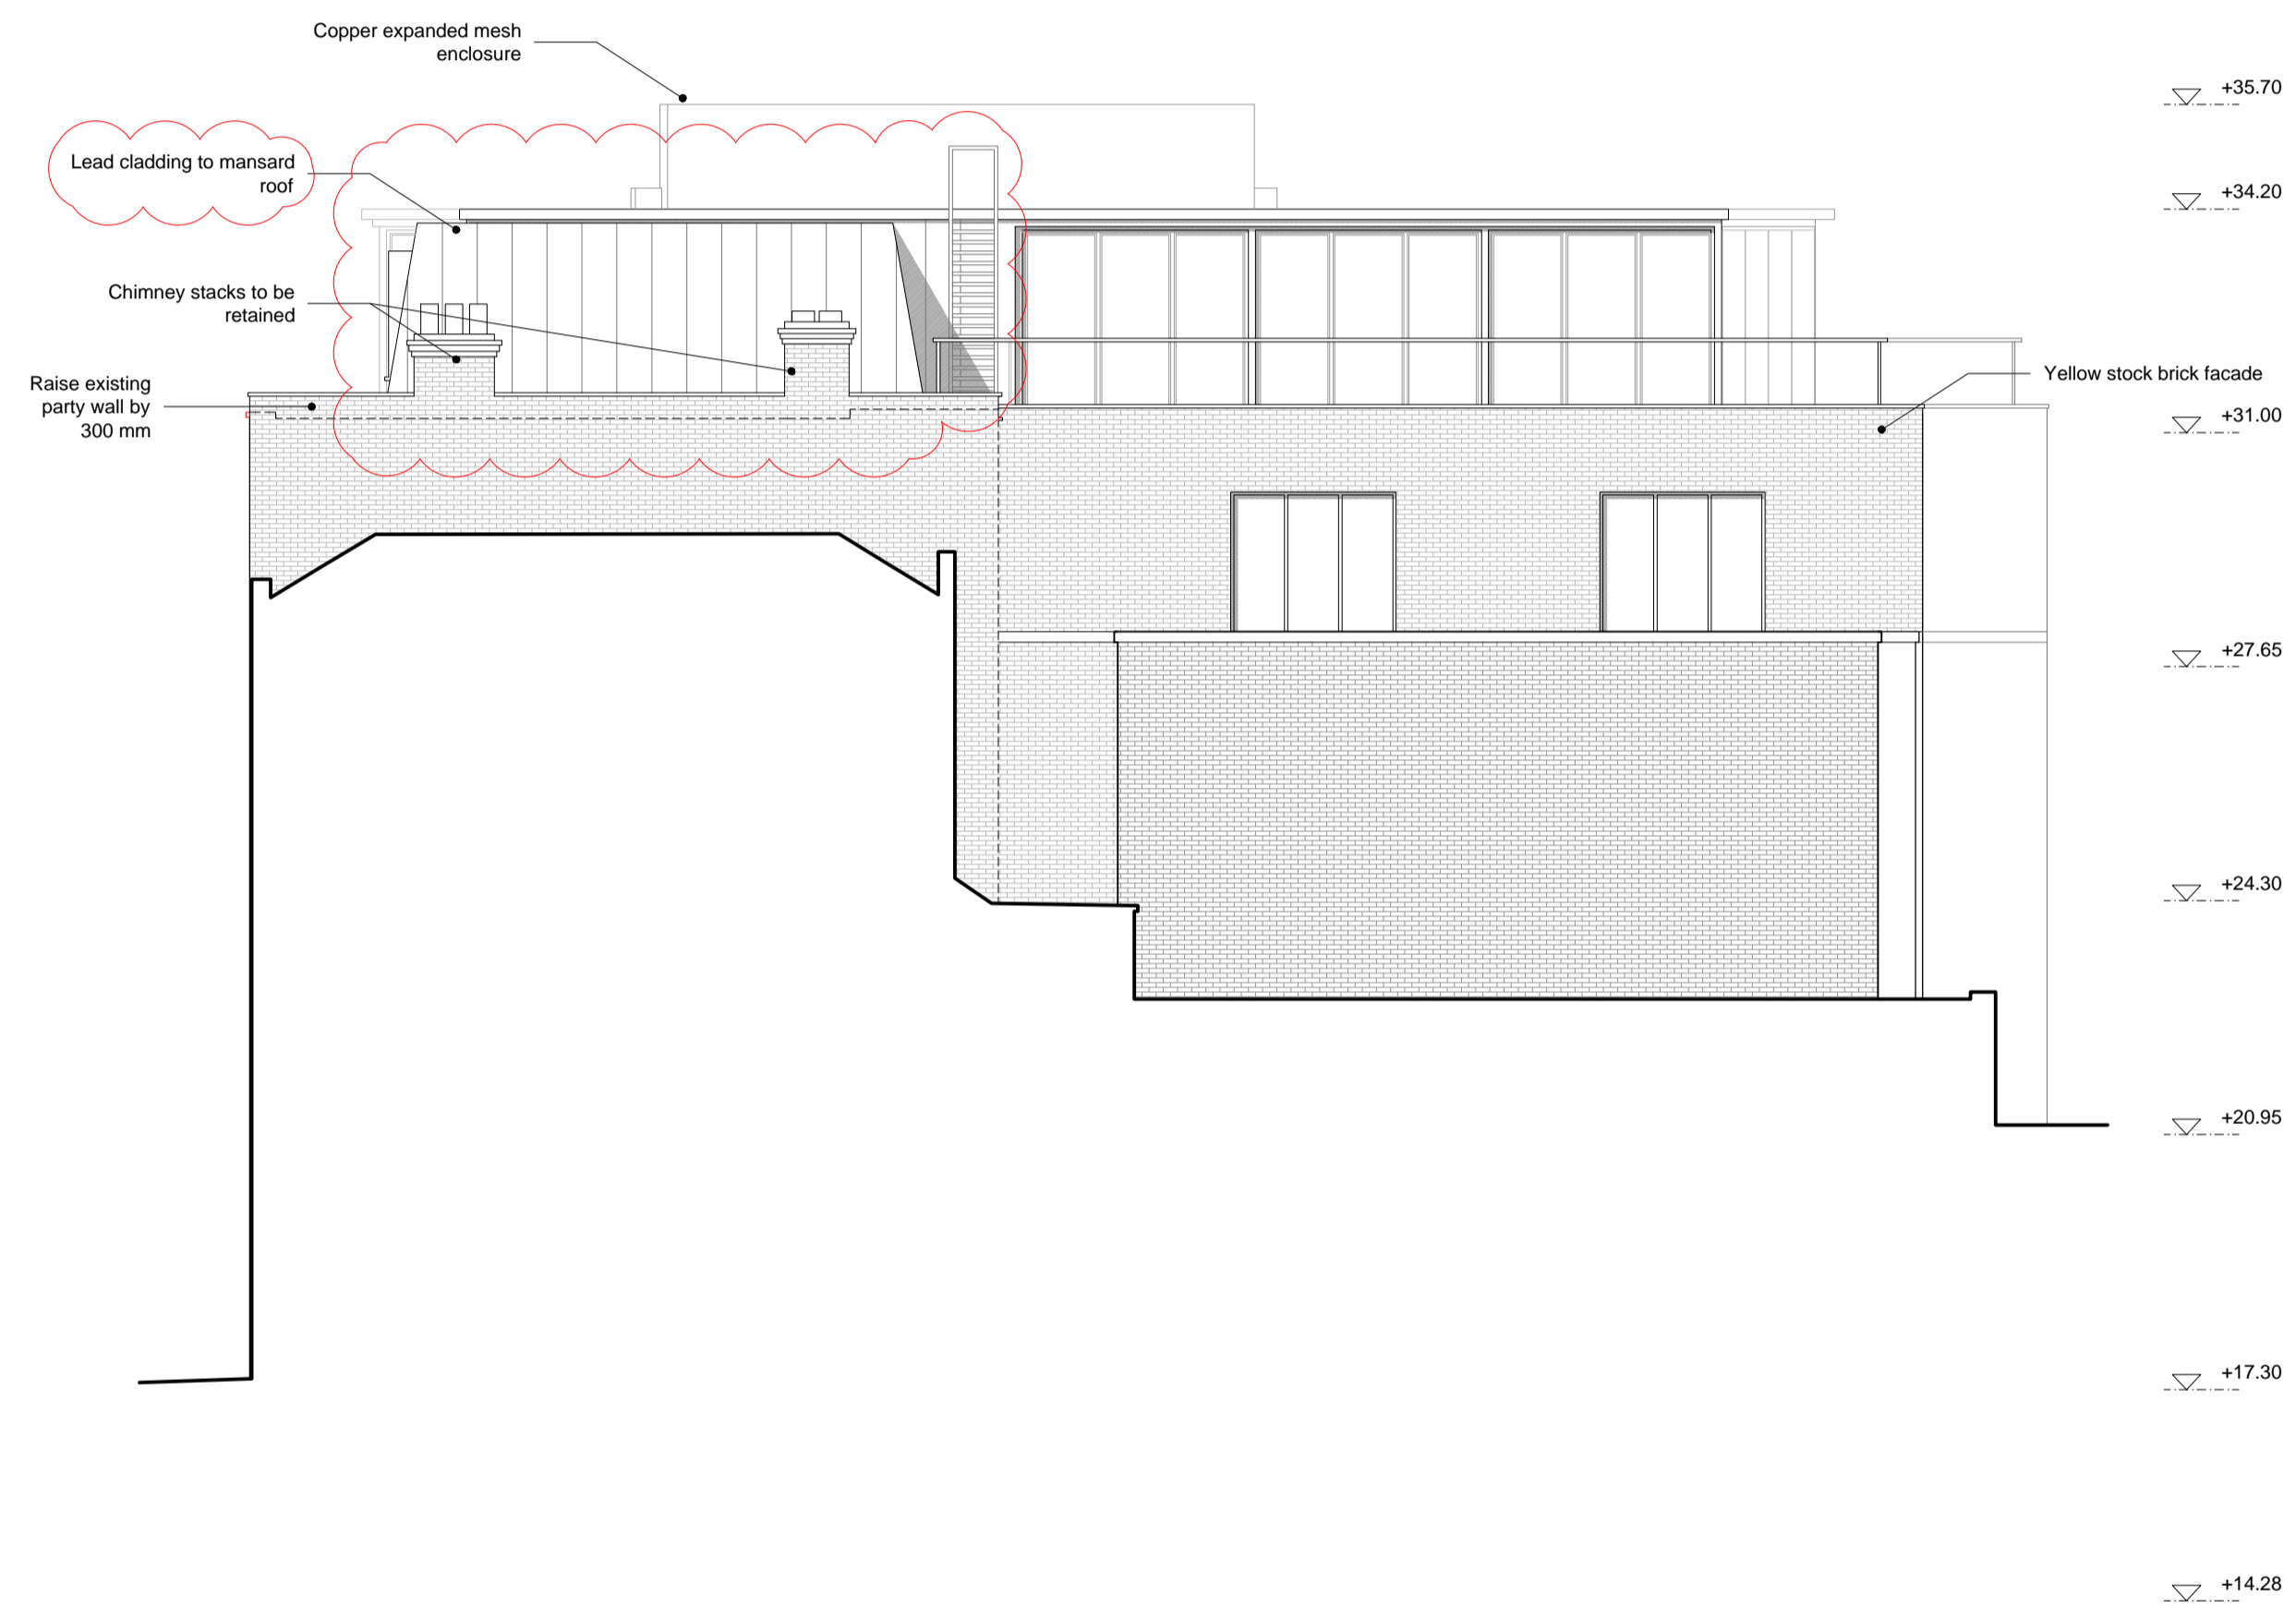 Copper expanded mesh
enclosure
Lead cladding to mansard
roof
Chimney stacks to be
retained
Raise existing
party wall by
300 mm
Yellow stock brick facade
+35.70
+34.20
+31.00
+27.65
+24.30
+20.95
+17.30
+14.28